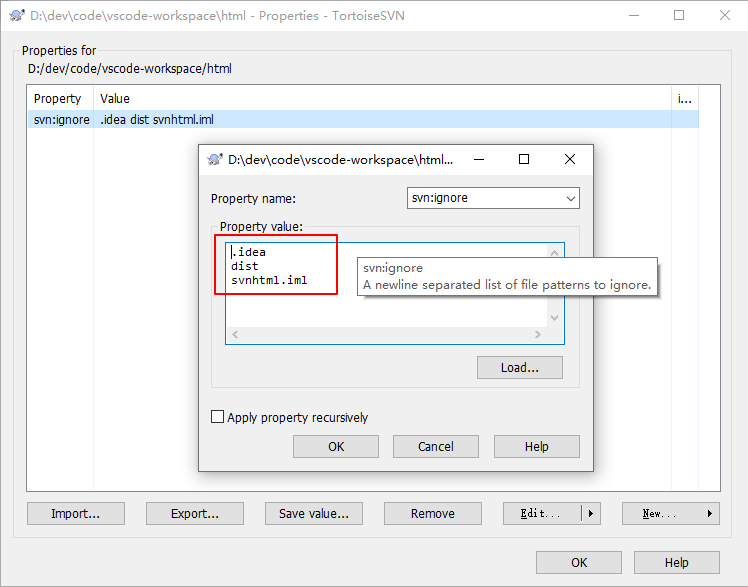 D:\dev\code\vscode-workspace\html - Properties - TortoiseSVN
Properties for
D:/dev/code/vscode-workspace/html
Property Value i...
svn:ignore .idea dist svnhtml.iml
D:\dev\code\vscode-workspace\html...
Property name: svn:ignore
Property value:
.idea
dist
svnhtml.iml
svn:ignore
A newline separated list of file patterns to ignore.
Load...
Apply property recursively
OK Cancel Help
Import... Export... Save value... Remove Edit... New...
OK Help